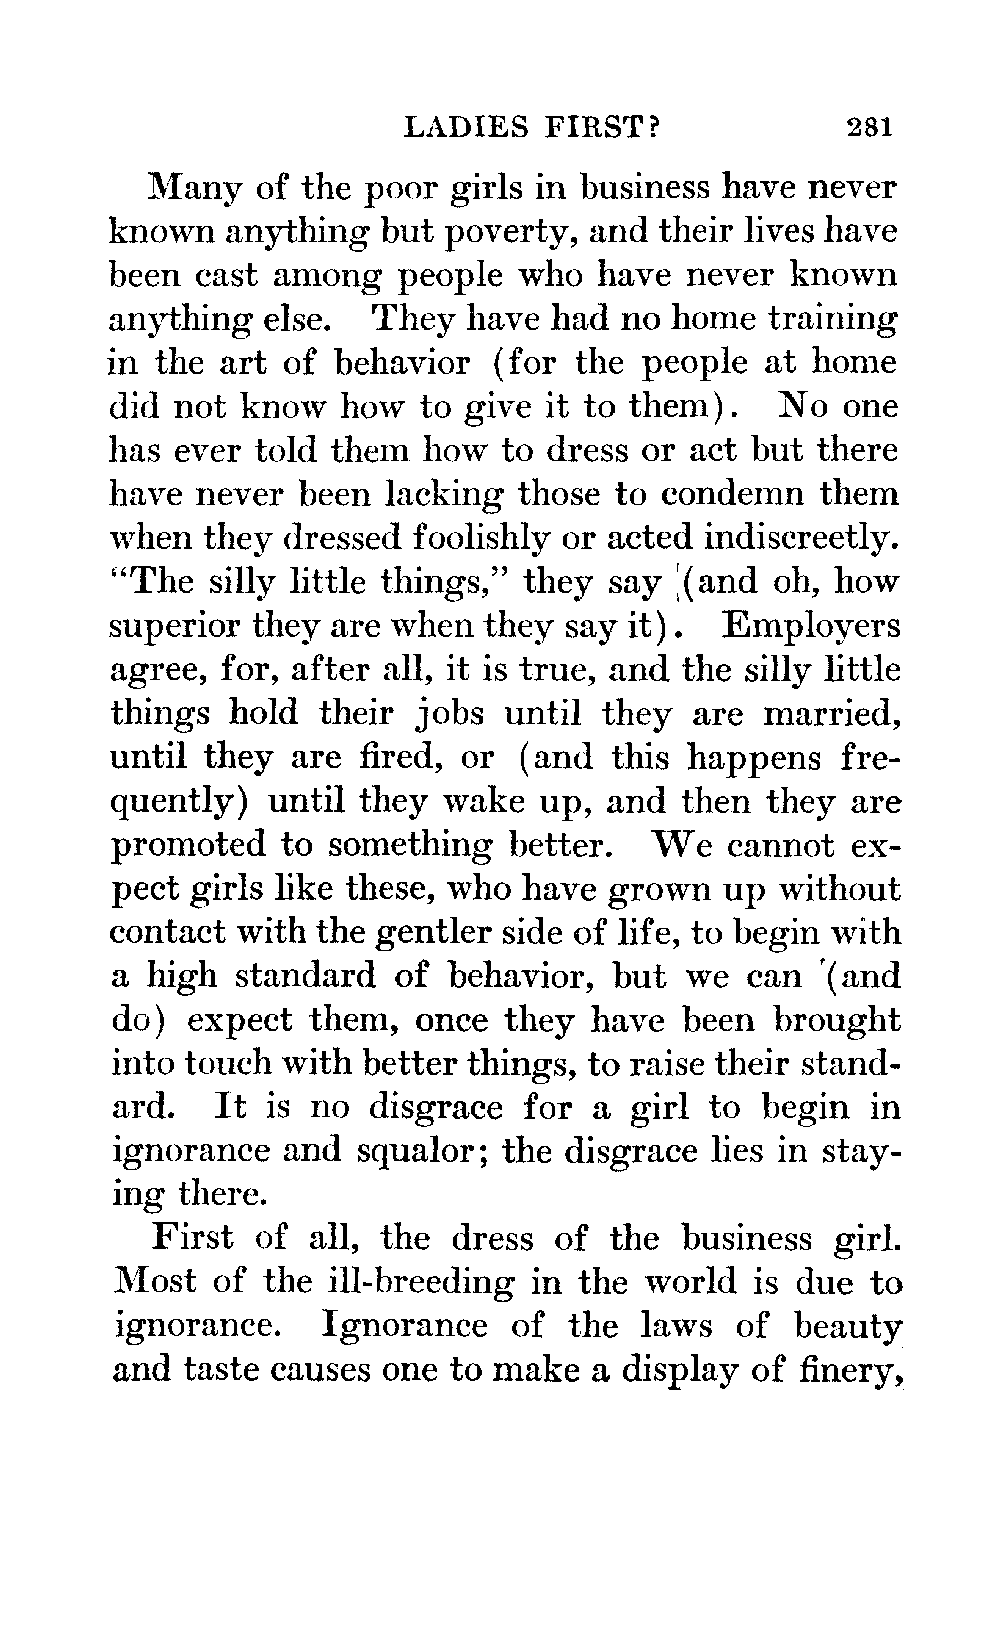 LADIES FIRST? 281
Many of the poor girls in business have never
known anything but poverty, and their lives have
been cast among people who have never known
anything else. They have had no home training
in the art of behavior (for the people at home
did not know how to give it to them). No one
has ever told them how to dress or act but there
have never been lacking those to condemn them
when they dressed foolishly or acted indiscreetly.
“The silly little things,” they say (and oh, how
superior they are when they say it). Employers
agree, for, after all, it is true, and the silly little
things hold their jobs until they are married,
until they are fired, or (and this happens fre-
quently) until they wake up, and then they are
promoted to something better. We cannot ex-
pect girls like these, who have grown up without
contact with the gentler side of life, to begin with
a high standard of behavior, but we can (and
do) expect them, once they have been brought
into touch with better things, to raise their stand-
ard. It is no disgrace for a girl to begin in
ignorance and squalor; the disgrace lies in stay-
ing there.
First of all, the dress of the business girl.
Most of the ill-breeding in the world is due to
ignorance. Ignorance of the laws of beauty
and taste causes one to make a display of finery,